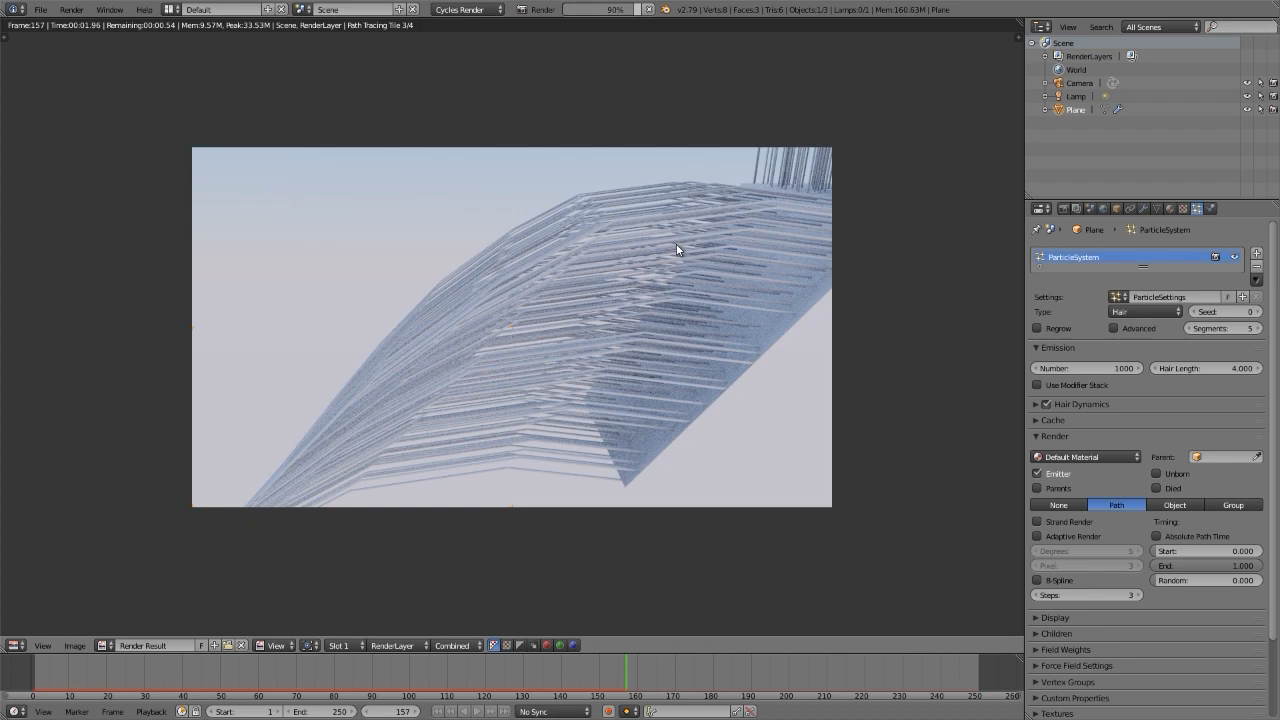 File Render Window Help Default Scene Cycles Render Render 90% v2.79 | Verts:8 | Faces:3 | Tris:6 | Objects:1/3 | Lamps:0/1 | Mem:160.63M | Plane
Frame:157 | Time:00:01.96 | Remaining:00:00.54 | Mem:9.57M, Peak:33.53M | Scene, RenderLayer | Path Tracing Tile 3/4
View Search All Scenes
Scene
RenderLayers
World
Camera
Lamp
Plane
Plane ParticleSystem
ParticleSystem
Settings: ParticleSettings F
Type: Hair Seed: 0
Regrow Advanced Segments: 5
Emission
Number: 1000 Hair Length: 4.000
Use Modifier Stack
Hair Dynamics
Cache
Render
Default Material Parent:
Emitter Unborn
Parents Died
None Path Object Group
Strand Render Timing:
Adaptive Render Absolute Path Time
Degrees: 5 Start: 0.000
Pixel: 3 End: 1.000
B-Spline Random: 0.000
Steps: 3
Display
Children
Field Weights
Force Field Settings
Vertex Groups
Custom Properties
Textures
View Image Render Result F View Slot 1 RenderLayer Combined
0 10 20 30 40 50 60 70 80 90 100 110 120 130 140 150 160 170 180 190 200 210 220 230 240 250 260
View Marker Frame Playback Start: 1 End: 250 157 No Sync